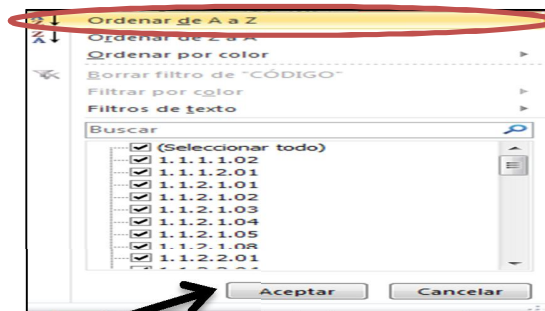 Ordenar de A a Z
Ordenar de Z a A
Ordenar por color
Borrar filtro de "CÓDIGO"
Filtrar por color
Filtros de texto
Buscar
(Seleccionar todo)
1.1.1.1.02
1.1.1.2.01
1.1.2.1.01
1.1.2.1.02
1.1.2.1.03
1.1.2.1.04
1.1.2.1.05
1.1.2.1.08
1.1.2.2.01
Aceptar
Cancelar